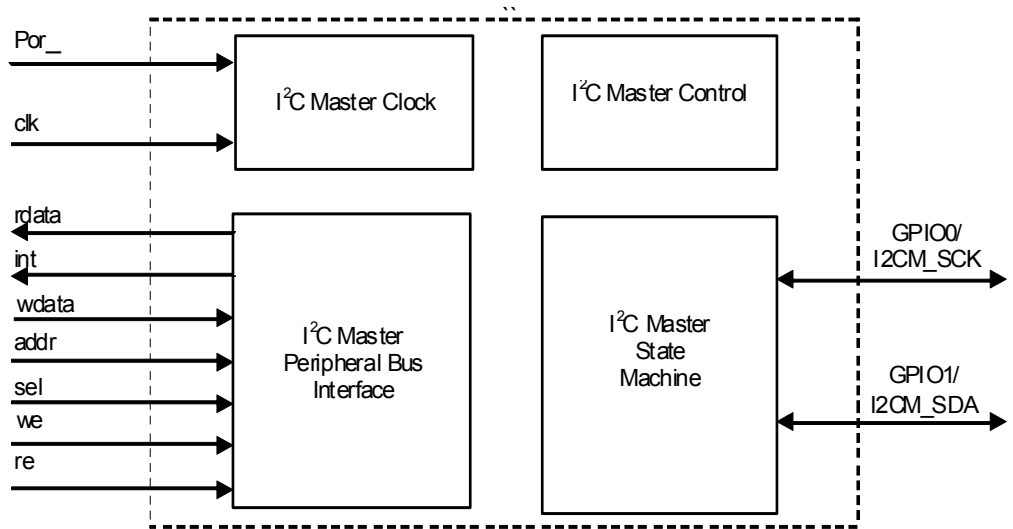 ``
Por_
I²C Master Clock
I²C Master Control
clk
rdata
int
wdata
addr
sel
we
re
I²C Master
Peripheral Bus
Interface
I²C Master
State
Machine
GPIO0/
I2CM_SCK
GPIO1/
I2CM_SDA